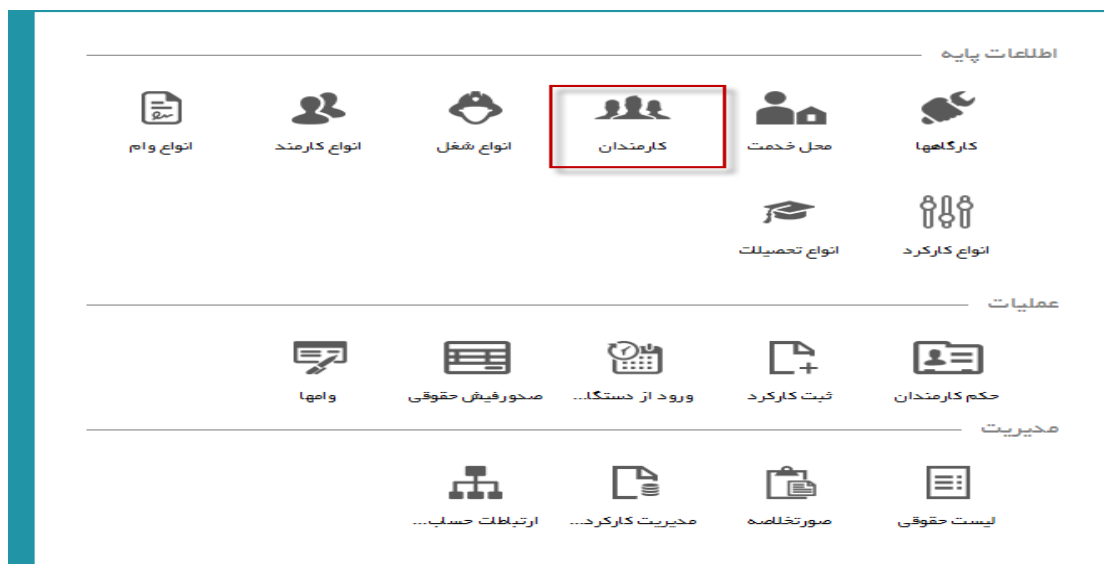 اطلاعات پایه
کارگاهها
محل خدمت
کارمندان
انواع شغل
انواع کارمند
انواع وام
انواع کارکرد
انواع تحصیلات
عملیات
حکم کارمندان
ثبت کارکرد
ورود از دستگا...
صدورفیش حقوقی
وامها
مدیریت
لیست حقوقی
صورتخلاصه
مدیریت کارکرد...
ارتباطات حساب...